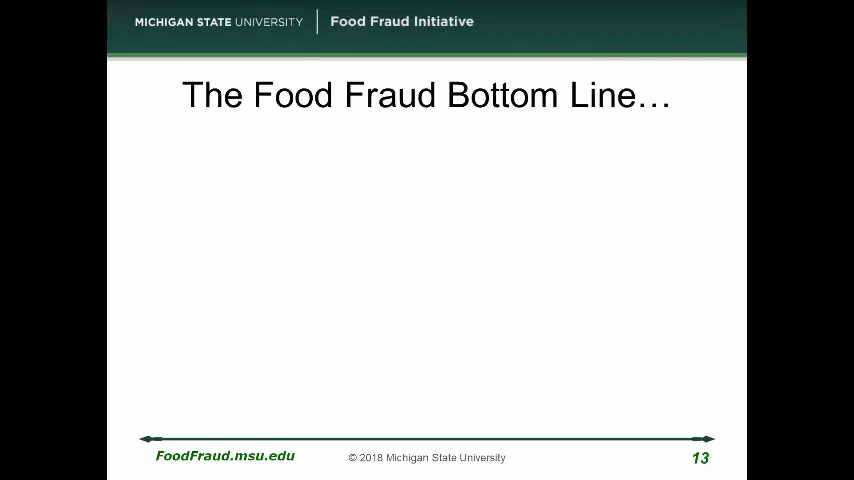 MICHIGAN STATE UNIVERSITY | Food Fraud Initiative
The Food Fraud Bottom Line…
FoodFraud.msu.edu © 2018 Michigan State University 13